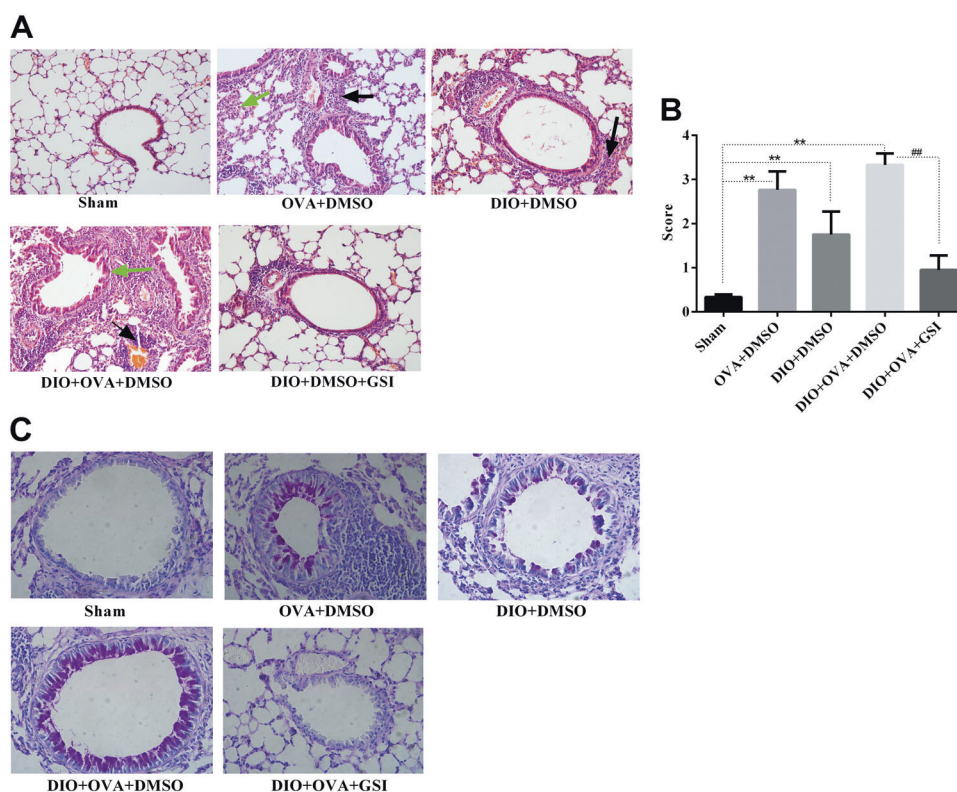 A
Sham
OVA+DMSO
DIO+DMSO
DIO+OVA+DMSO
DIO+DMSO+GSI
B
Score
4
3
2
1
0
**
**
**
##
Sham
OVA+DMSO
DIO+DMSO
DIO+OVA+DMSO
DIO+OVA+GSI
C
Sham
OVA+DMSO
DIO+DMSO
DIO+OVA+DMSO
DIO+OVA+GSI